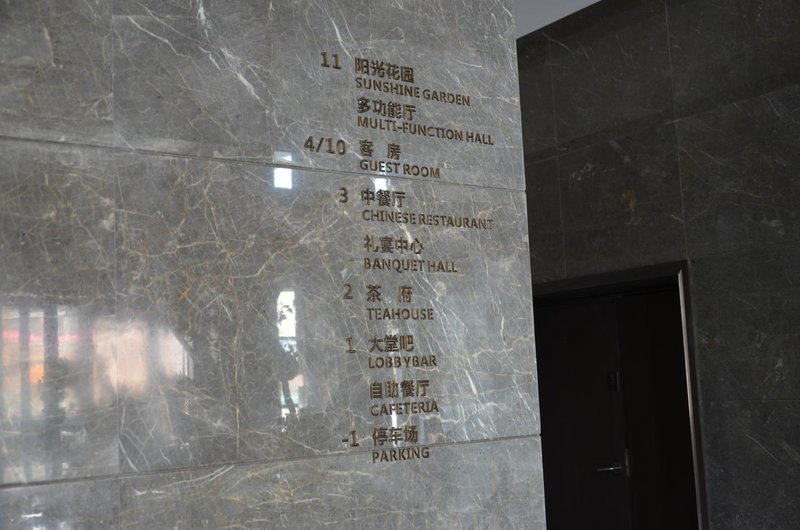 11 阳光花园
SUNSHINE GARDEN
多功能厅
MULTI-FUNCTION HALL
4/10 客 房
GUEST ROOM
3 中餐厅
CHINESE RESTAURANT
礼宴中心
BANQUET HALL
2 茶 府
TEAHOUSE
1 大堂吧
LOBBYBAR
自助餐厅
CAFETERIA
-1 停车场
PARKING